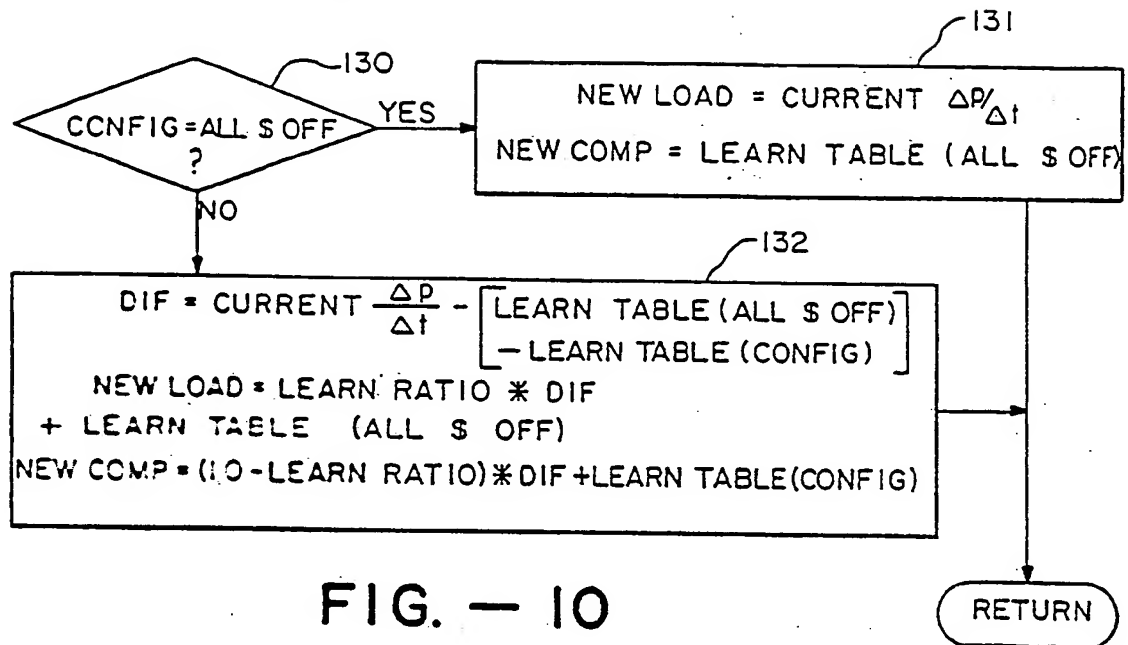 130
CCNFIG=ALL $ OFF
?
YES
NO
131
NEW LOAD = CURRENT ΔP/Δt
NEW COMP = LEARN TABLE (ALL $ OFF)
132
DIF = CURRENT Δp/Δt - [LEARN TABLE (ALL $ OFF)
- LEARN TABLE (CONFIG)]
NEW LOAD = LEARN RATIO * DIF
+ LEARN TABLE (ALL $ OFF)
NEW COMP = (1.0 - LEARN RATIO) * DIF + LEARN TABLE (CONFIG)
RETURN
FIG. — 10